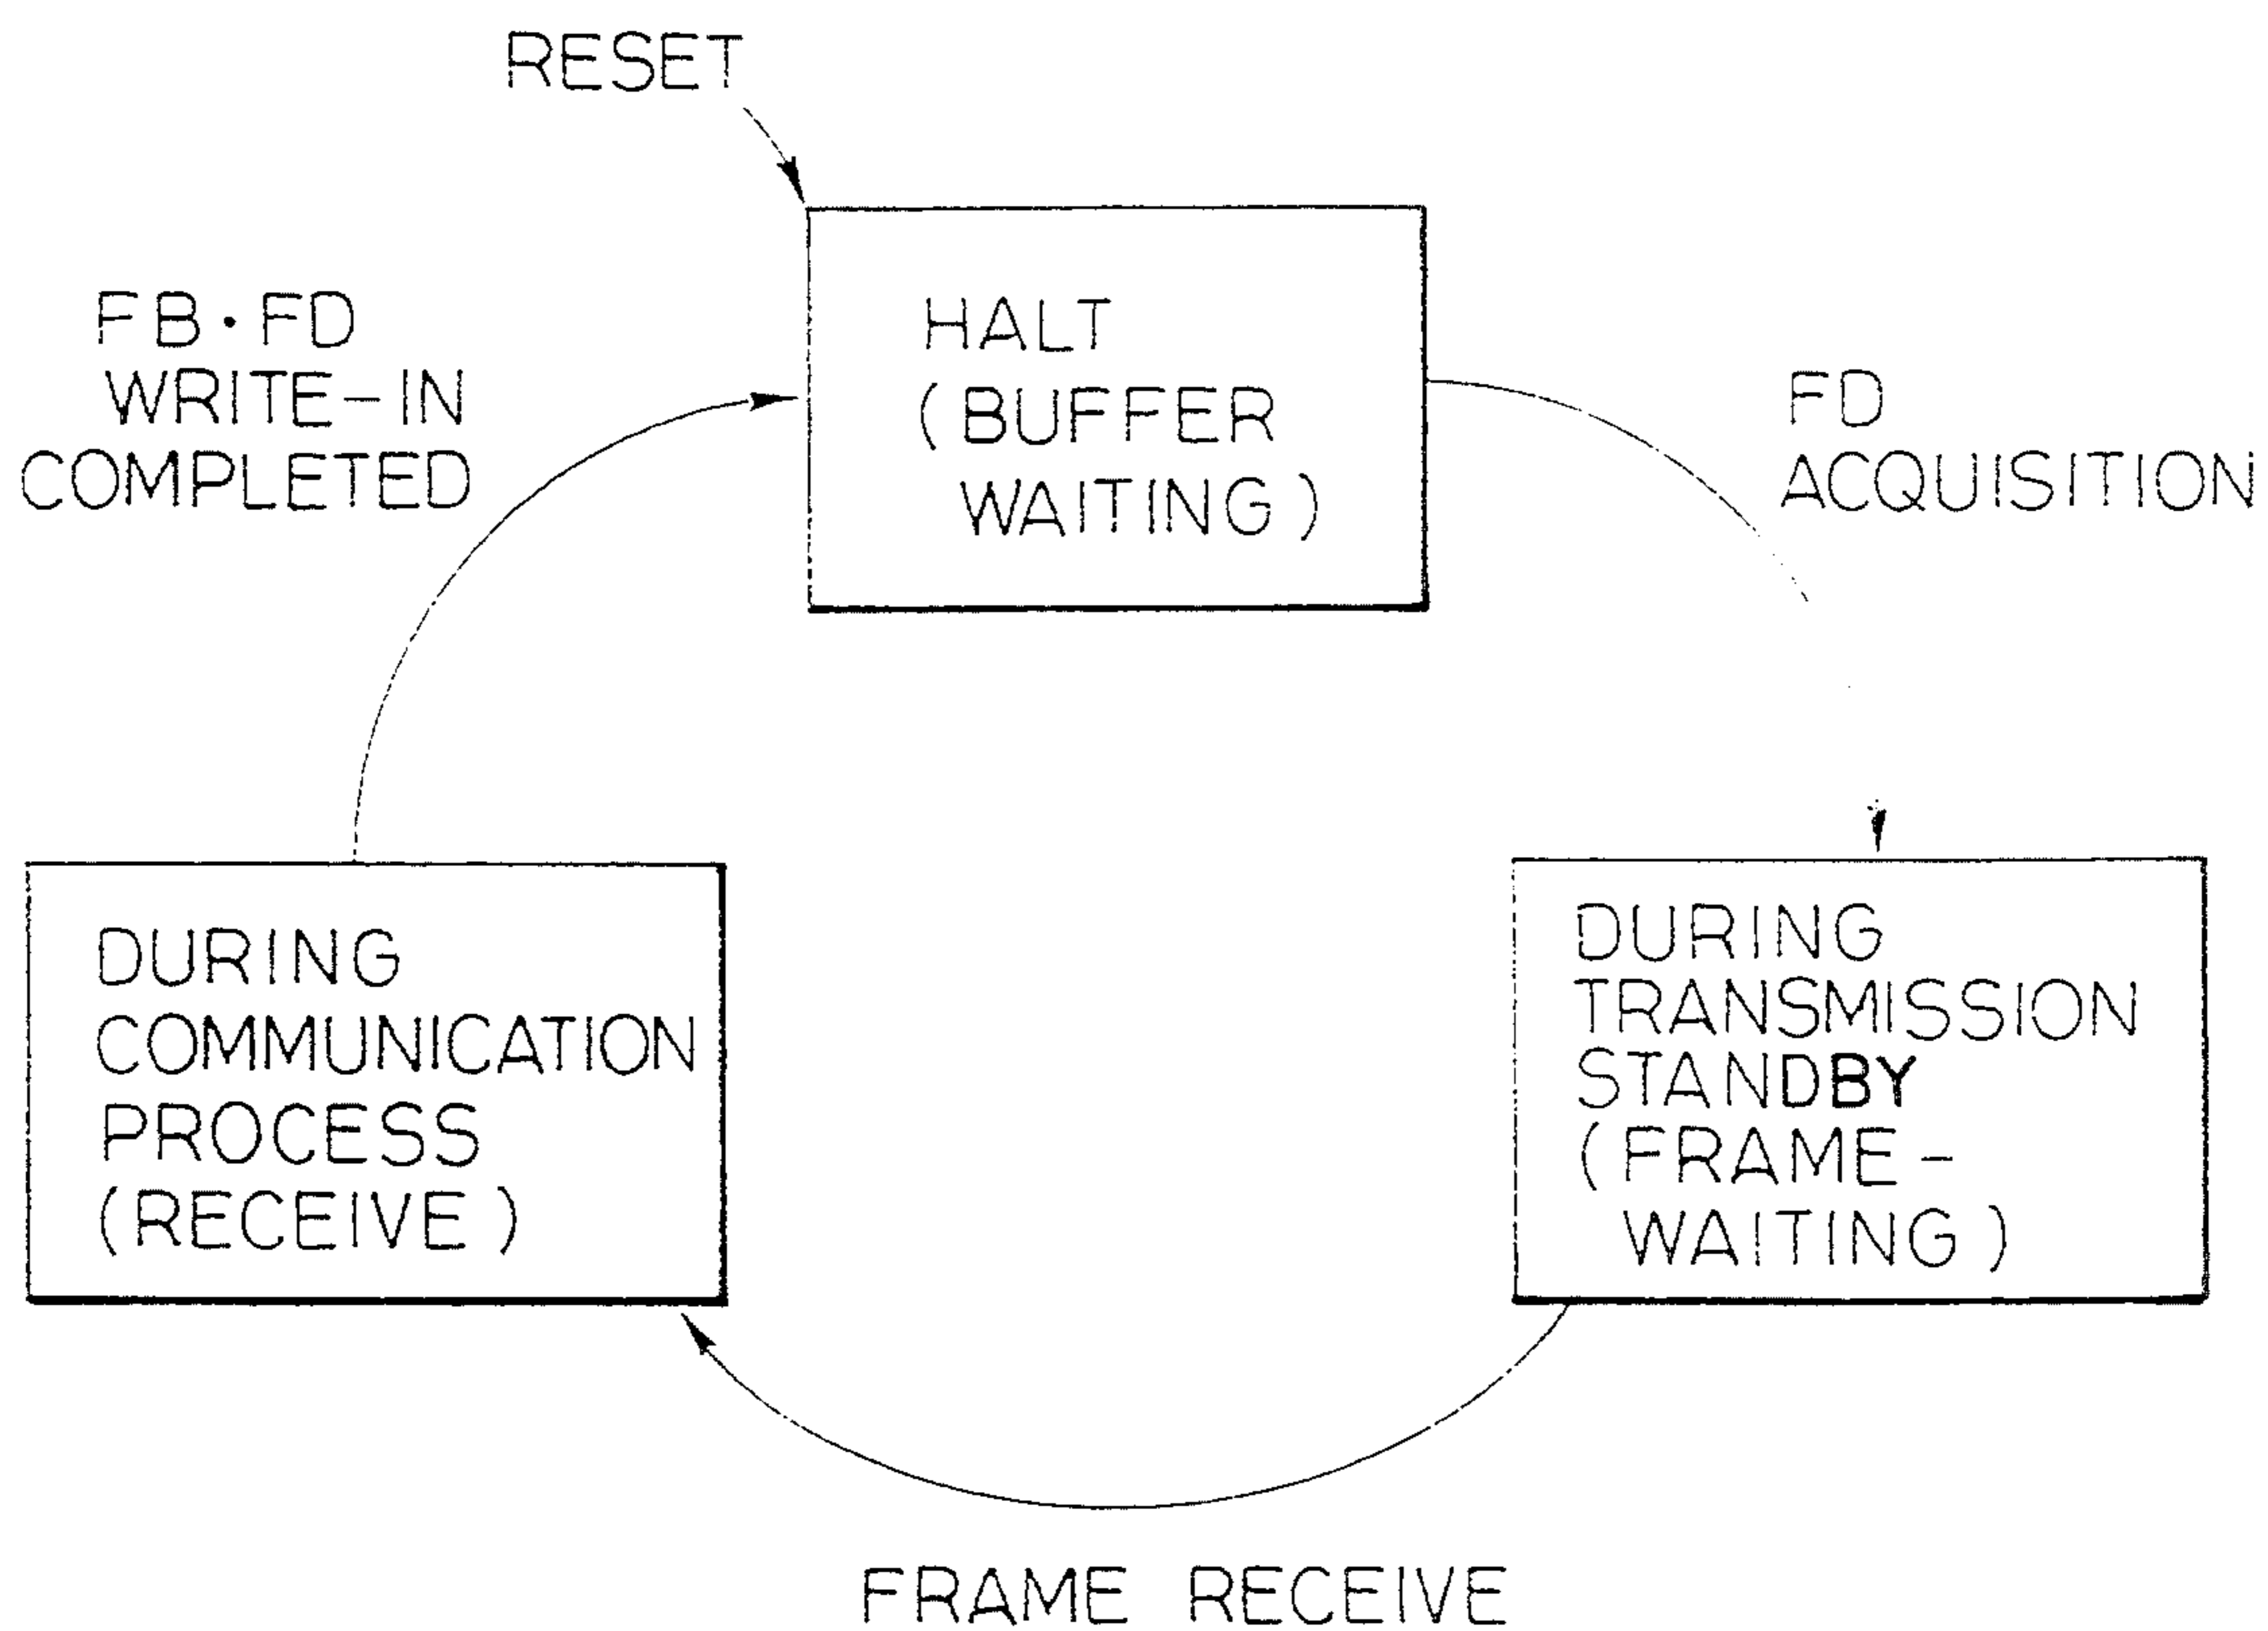 RESET
FB·FD
WRITE-IN
COMPLETED
HALT
(BUFFER
WAITING)
FD
ACQUISITION
DURING
COMMUNICATION
PROCESS
(RECEIVE)
DURING
TRANSMISSION
STANDBY
(FRAME-
WAITING)
FRAME RECEIVE